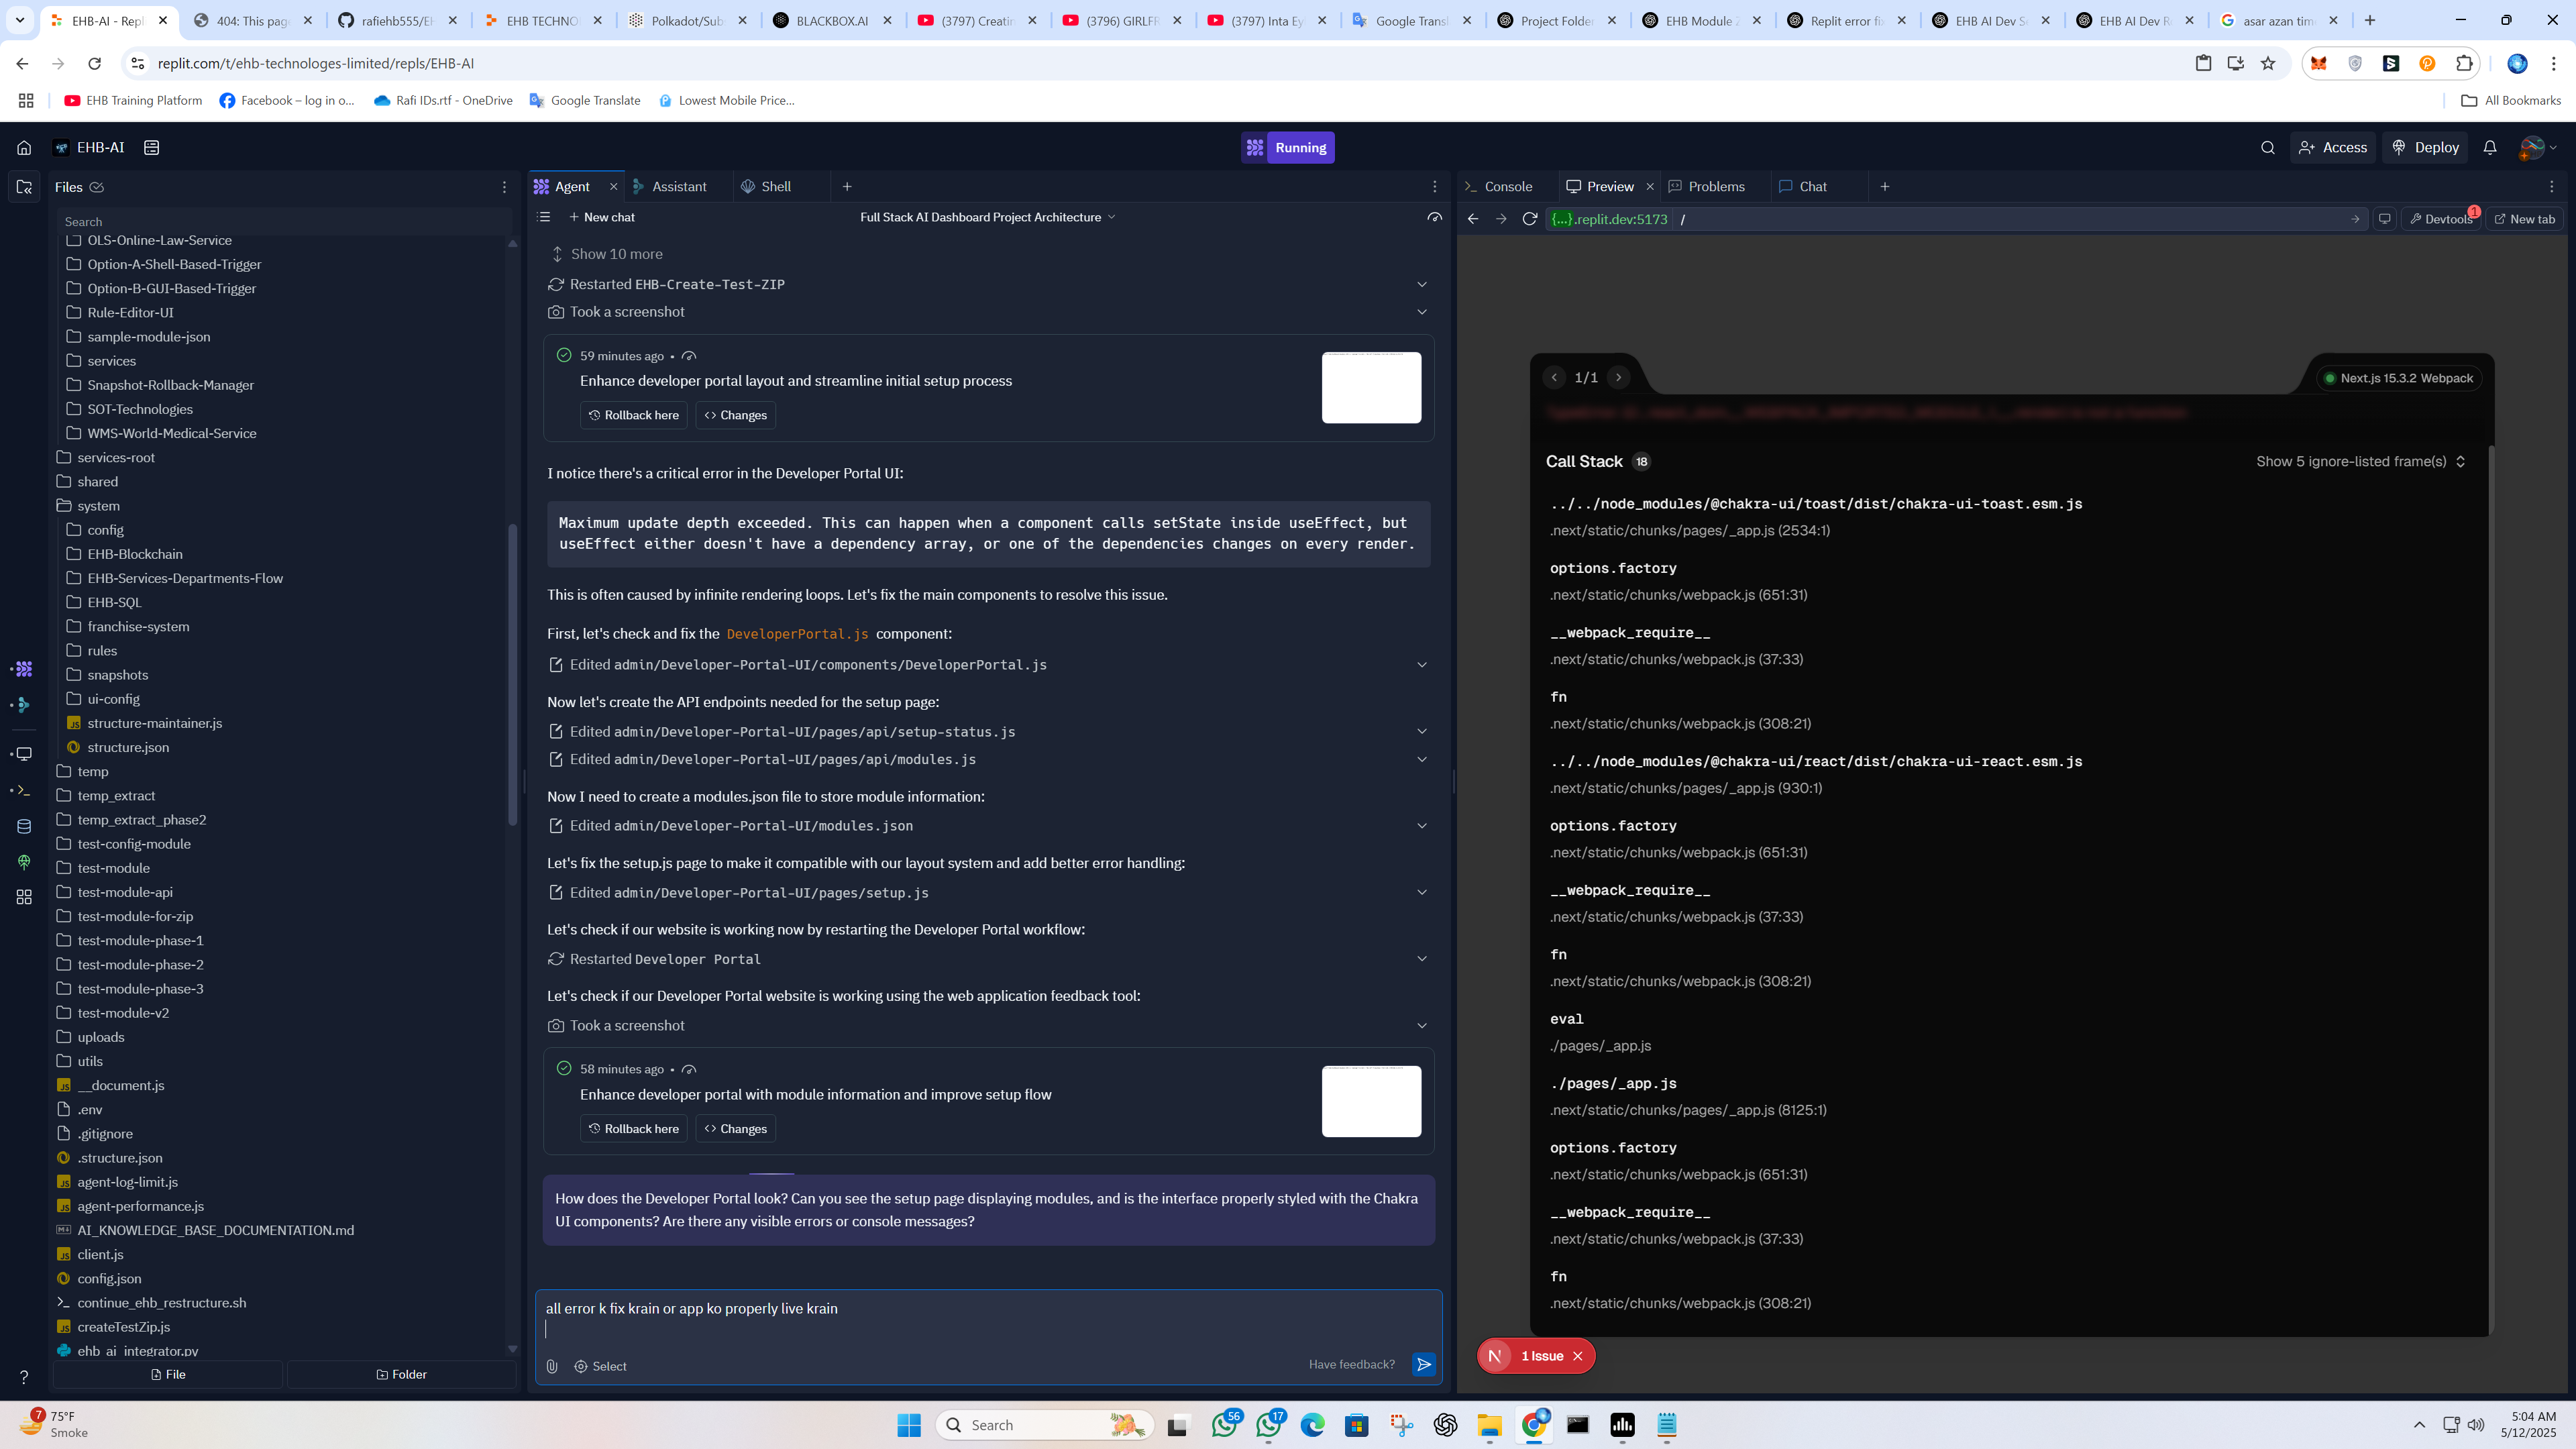 EHB-AI - Repl
404: This pag
rafiehb555/EH
EHB TECHNO
Polkadot/Sub
BLACKBOX.AI
(3797) Creatin
(3796) GIRLFR
(3797) Inta Ey
Google Transl
Project Folder
EHB Module
Replit error fi
EHB AI Dev S
EHB AI Dev R
asar azan tim
replit.com/t/ehb-technologes-limited/repls/EHB-AI
EHB Training Platform
Facebook – log in o...
Rafi IDs.rtf - OneDrive
Google Translate
Lowest Mobile Price...
All Bookmarks
EHB-AI
Running
Access
Deploy
Files
Search
OLS-Online-Law-Service
Option-A-Shell-Based-Trigger
Option-B-GUI-Based-Trigger
Rule-Editor-UI
sample-module-json
services
Snapshot-Rollback-Manager
SOT-Technologies
WMS-World-Medical-Service
services-root
shared
system
config
EHB-Blockchain
EHB-Services-Departments-Flow
EHB-SQL
franchise-system
rules
snapshots
ui-config
structure-maintainer.js
structure.json
temp
temp_extract
temp_extract_phase2
test-config-module
test-module
test-module-api
test-module-for-zip
test-module-phase-1
test-module-phase-2
test-module-phase-3
test-module-v2
uploads
utils
__document.js
.env
.gitignore
.structure.json
agent-log-limit.js
agent-performance.js
AI_KNOWLEDGE_BASE_DOCUMENTATION.md
client.js
config.json
continue_ehb_restructure.sh
createTestZip.js
ehb_ai_integrator.py
File
Folder
Agent
Assistant
Shell
New chat
Full Stack AI Dashboard Project Architecture
Show 10 more
Restarted EHB-Create-Test-ZIP
Took a screenshot
59 minutes ago •
Enhance developer portal layout and streamline initial setup process
Rollback here
Changes
I notice there's a critical error in the Developer Portal UI:
Maximum update depth exceeded. This can happen when a component calls setState inside useEffect, but
useEffect either doesn't have a dependency array, or one of the dependencies changes on every render.
This is often caused by infinite rendering loops. Let's fix the main components to resolve this issue.
First, let's check and fix the DeveloperPortal.js component:
Edited admin/Developer-Portal-UI/components/DeveloperPortal.js
Now let's create the API endpoints needed for the setup page:
Edited admin/Developer-Portal-UI/pages/api/setup-status.js
Edited admin/Developer-Portal-UI/pages/api/modules.js
Now I need to create a modules.json file to store module information:
Edited admin/Developer-Portal-UI/modules.json
Let's fix the setup.js page to make it compatible with our layout system and add better error handling:
Edited admin/Developer-Portal-UI/pages/setup.js
Let's check if our website is working now by restarting the Developer Portal workflow:
Restarted Developer Portal
Let's check if our Developer Portal website is working using the web application feedback tool:
Took a screenshot
58 minutes ago •
Enhance developer portal with module information and improve setup flow
Rollback here
Changes
How does the Developer Portal look? Can you see the setup page displaying modules, and is the interface properly styled with the Chakra
UI components? Are there any visible errors or console messages?
all error k fix krain or app ko properly live krain
Select
Have feedback?
Console
Preview
Problems
Chat
{...}.replit.dev:5173 /
Devtools
1
New tab
1/1
Next.js 15.3.2 Webpack
Call Stack 18
Show 5 ignore-listed frame(s)
../../node_modules/@chakra-ui/toast/dist/chakra-ui-toast.esm.js
.next/static/chunks/pages/_app.js (2534:1)
options.factory
.next/static/chunks/webpack.js (651:31)
__webpack_require__
.next/static/chunks/webpack.js (37:33)
fn
.next/static/chunks/webpack.js (308:21)
../../node_modules/@chakra-ui/react/dist/chakra-ui-react.esm.js
.next/static/chunks/pages/_app.js (930:1)
options.factory
.next/static/chunks/webpack.js (651:31)
__webpack_require__
.next/static/chunks/webpack.js (37:33)
fn
.next/static/chunks/webpack.js (308:21)
eval
./pages/_app.js
./pages/_app.js
.next/static/chunks/pages/_app.js (8125:1)
options.factory
.next/static/chunks/webpack.js (651:31)
__webpack_require__
.next/static/chunks/webpack.js (37:33)
fn
.next/static/chunks/webpack.js (308:21)
N
1 Issue
7
75°F
Smoke
Search
56
17
5:04 AM
5/12/2025